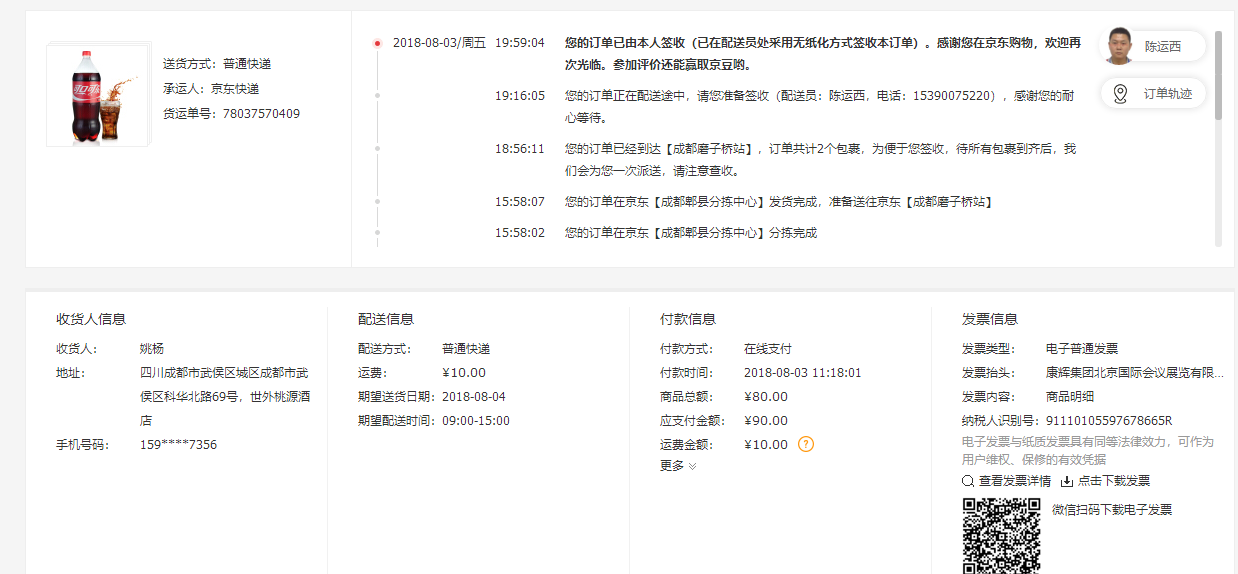 可口可乐
送货方式：普通快递
承运人：京东快递
货运单号：78037570409
2018-08-03/周五 19:59:04 您的订单已由本人签收（已在配送员处采用无纸化方式签收本订单）。感谢您在京东购物，欢迎再
次光临。参加评价还能赢取京豆哟。
19:16:05 您的订单正在配送途中，请您准备签收（配送员：陈运西，电话：15390075220），感谢您的耐
心等待。
18:56:11 您的订单已经到达【成都磨子桥站】，订单共计2个包裹，为便于您签收，待所有包裹到齐后，我
们会为您一次派送，请注意查收。
15:58:07 您的订单在京东【成都郫县分拣中心】发货完成，准备送往京东【成都磨子桥站】
15:58:02 您的订单在京东【成都郫县分拣中心】分拣完成
陈运西
订单轨迹
收货人信息
收货人： 姚杨
地址： 四川成都市武侯区城区成都市武
侯区科华北路69号，世外桃源酒
店
手机号码： 159****7356
配送信息
配送方式： 普通快递
运费： ¥10.00
期望送货日期： 2018-08-04
期望配送时间： 09:00-15:00
付款信息
付款方式： 在线支付
付款时间： 2018-08-03 11:18:01
商品总额： ¥80.00
应支付金额： ¥90.00
运费金额： ¥10.00 ?
更多
发票信息
发票类型： 电子普通发票
发票抬头： 康辉集团北京国际会议展览有限...
发票内容： 商品明细
纳税人识别号：91110105597678665R
电子发票与纸质发票具有同等法律效力，可作为
用户维权、保修的有效凭据
查看发票详情 点击下载发票
微信扫码下载电子发票